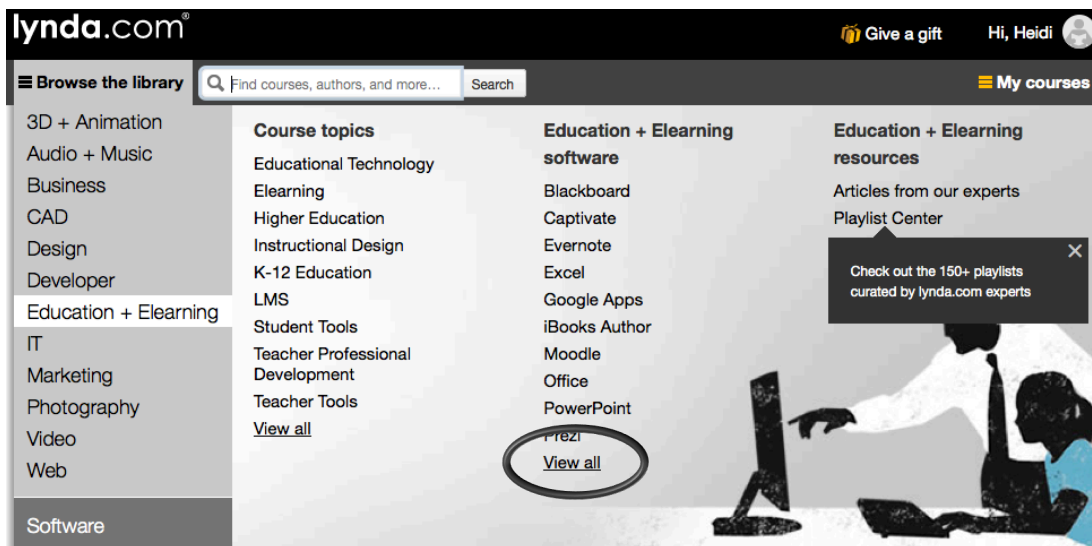 lynda.com®
Give a gift
Hi, Heidi
Browse the library
Find courses, authors, and more...
Search
My courses
3D + Animation
Audio + Music
Business
CAD
Design
Developer
Education + Elearning
IT
Marketing
Photography
Video
Web
Software
Course topics
Educational Technology
Elearning
Higher Education
Instructional Design
K-12 Education
LMS
Student Tools
Teacher Professional
Development
Teacher Tools
View all
Education + Elearning
software
Blackboard
Captivate
Evernote
Excel
Google Apps
iBooks Author
Moodle
Office
PowerPoint
Prezi
View all
Education + Elearning
resources
Articles from our experts
Playlist Center
Check out the 150+ playlists
curated by lynda.com experts